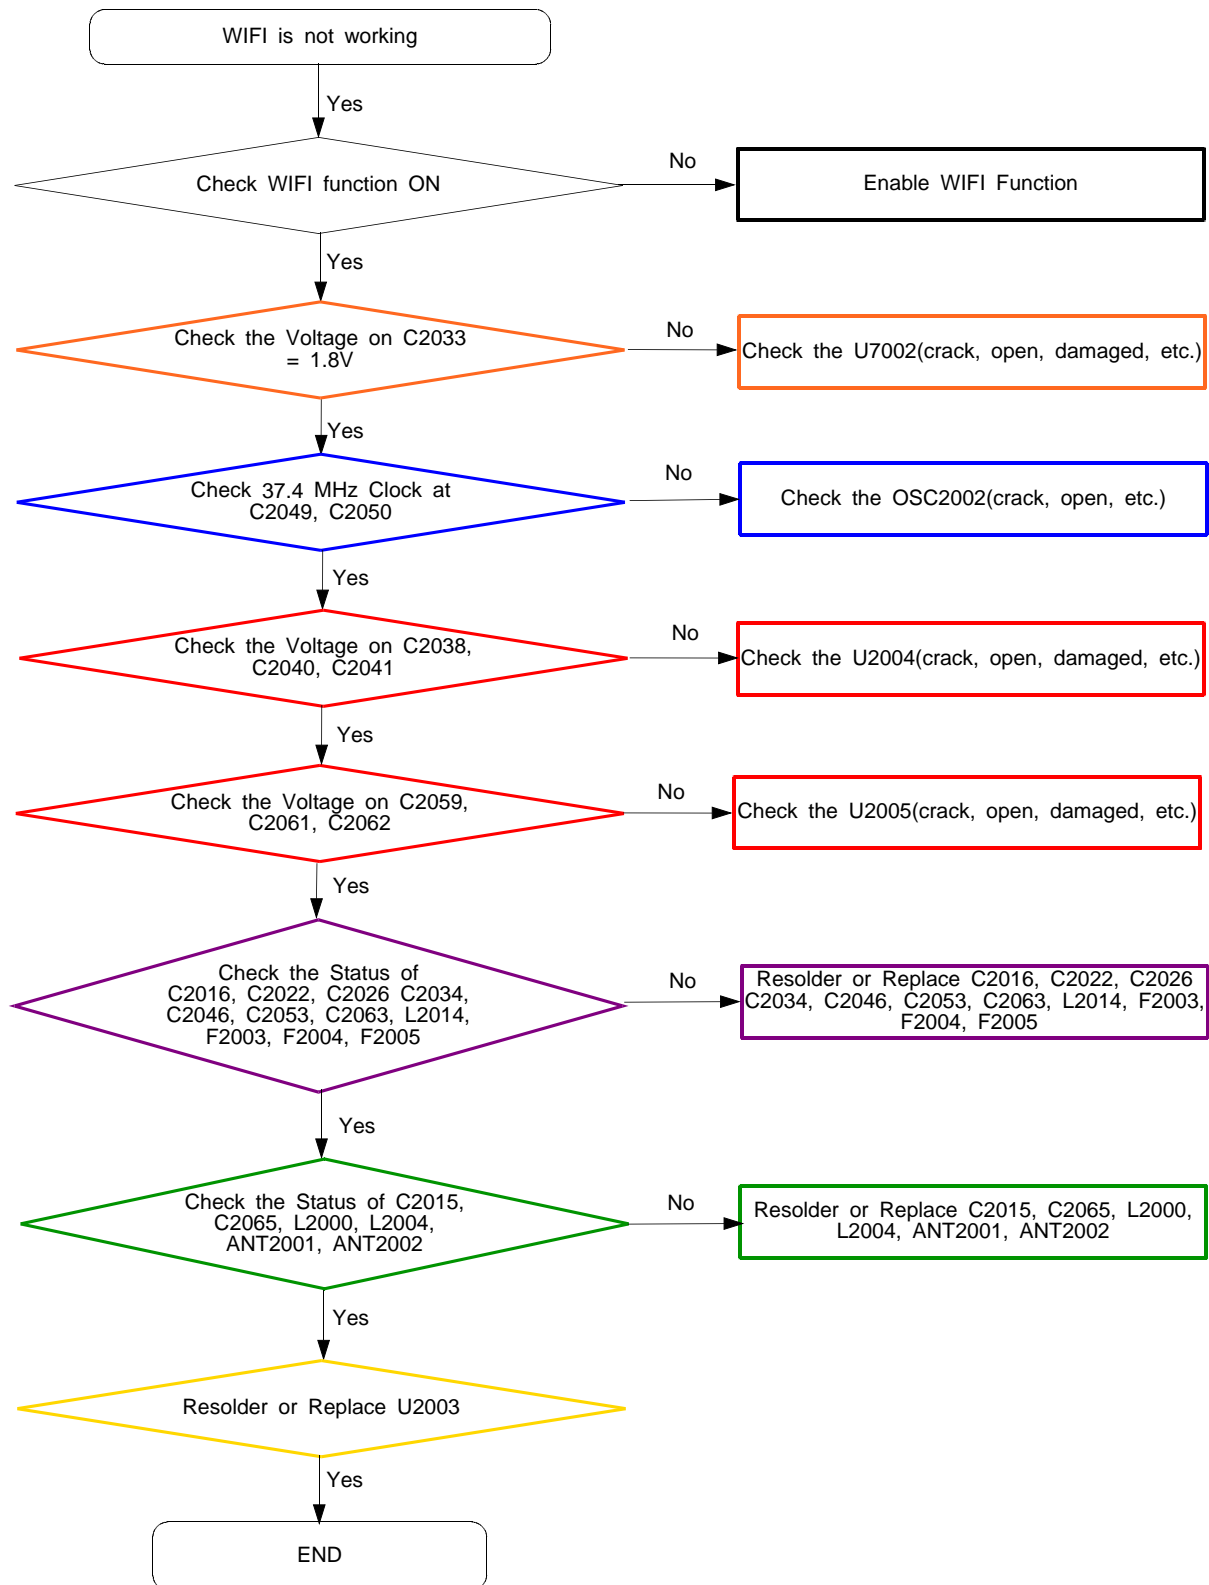 WIFI is not working
Yes
Check WIFI function ON
No
Enable WIFI Function
Yes
Check the Voltage on C2033
= 1.8V
No
Check the U7002(crack, open, damaged, etc.)
Yes
Check 37.4 MHz Clock at
C2049, C2050
No
Check the OSC2002(crack, open, etc.)
Yes
Check the Voltage on C2038,
C2040, C2041
No
Check the U2004(crack, open, damaged, etc.)
Yes
Check the Voltage on C2059,
C2061, C2062
No
Check the U2005(crack, open, damaged, etc.)
Yes
Check the Status of
C2016, C2022, C2026 C2034,
C2046, C2053, C2063, L2014,
F2003, F2004, F2005
No
Resolder or Replace C2016, C2022, C2026
C2034, C2046, C2053, C2063, L2014, F2003,
F2004, F2005
Yes
Check the Status of C2015,
C2065, L2000, L2004,
ANT2001, ANT2002
No
Resolder or Replace C2015, C2065, L2000,
L2004, ANT2001, ANT2002
Yes
Resolder or Replace U2003
Yes
END